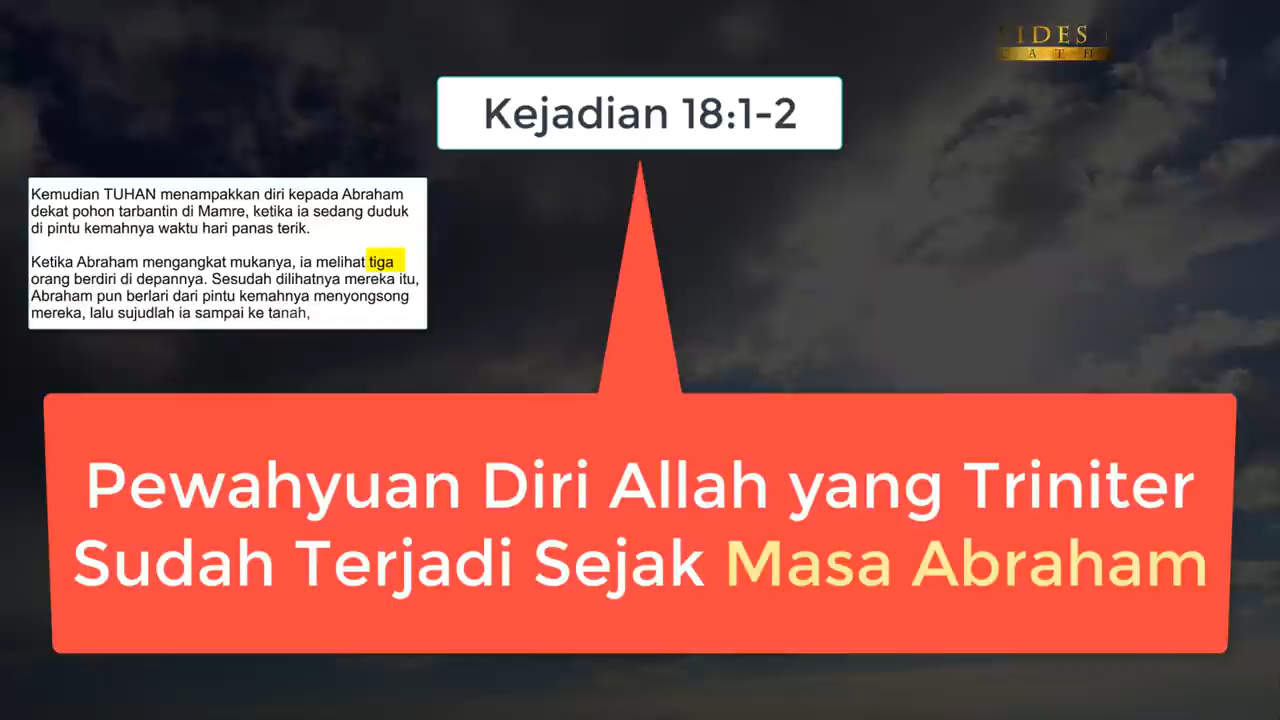 IDES
Kejadian 18:1-2
Kemudian TUHAN menampakkan diri kepada Abraham
dekat pohon tarbantin di Mamre, ketika ia sedang duduk
di pintu kemahnya waktu hari panas terik.
Ketika Abraham mengangkat mukanya, ia melihat tiga
orang berdiri di depannya. Sesudah dilihatnya mereka itu,
Abraham pun berlari dari pintu kemahnya menyongsong
mereka, lalu sujudlah ia sampai ke tanah,
Pewahyuan Diri Allah yang Triniter
Sudah Terjadi Sejak Masa Abraham